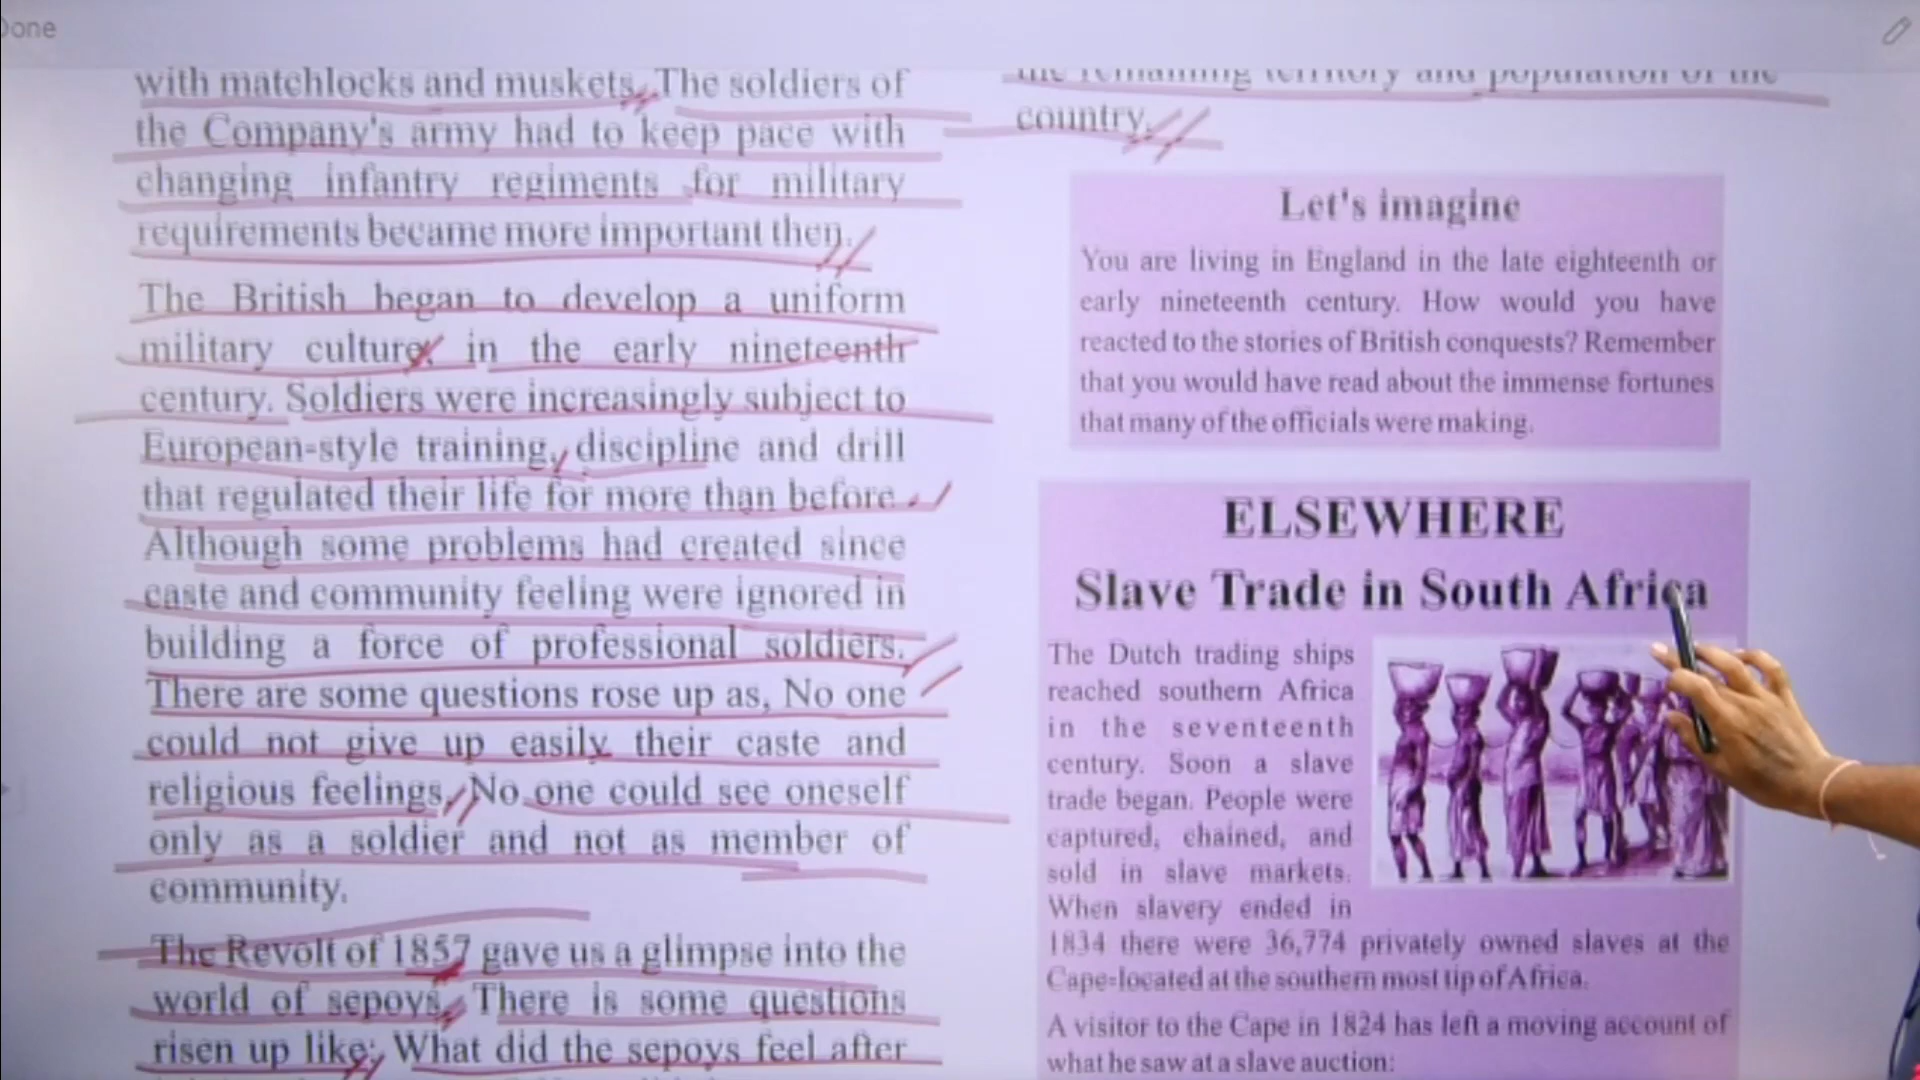 Done
with matchlocks and muskets. The soldiers of
the Company's army had to keep pace with
changing infantry regiments for military
requirements became more important then.
The British began to develop a uniform
military culture, in the early nineteenth
century. Soldiers were increasingly subject to
European-style training, discipline and drill
that regulated their life for more than before.
Although some problems had created since
caste and community feeling were ignored in
building a force of professional soldiers.
There are some questions rose up as, No one
could not give up easily their caste and
religious feelings, No one could see oneself
only as a soldier and not as member of
community.
The Revolt of 1857 gave us a glimpse into the
world of sepoys. There is some questions
risen up like; What did the sepoys feel after
the remaining territory and population of the
country.
Let's imagine
You are living in England in the late eighteenth or
early nineteenth century. How would you have
reacted to the stories of British conquests? Remember
that you would have read about the immense fortunes
that many of the officials were making.
ELSEWHERE
Slave Trade in South Africa
The Dutch trading ships
reached southern Africa
in the seventeenth
century. Soon a slave
trade began. People were
captured, chained, and
sold in slave markets.
When slavery ended in
1834 there were 36,774 privately owned slaves at the
Cape-located at the southern most tip of Africa.
A visitor to the Cape in 1824 has left a moving account of
what he saw at a slave auction: